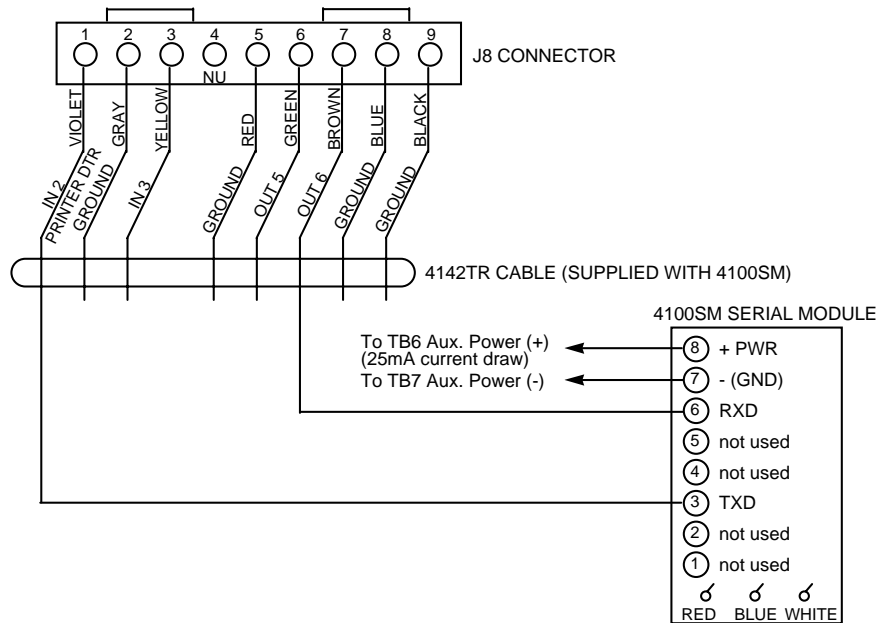 1 2 3 4 5 6 7 8 9
J8 CONNECTOR
NU
VIOLET
GRAY
YELLOW
RED
GREEN
BROWN
BLUE
BLACK
IN 2
PRINTER DTR
GROUND
IN 3
GROUND
OUT 5
OUT 6
GROUND
GROUND
4142TR CABLE (SUPPLIED WITH 4100SM)
4100SM SERIAL MODULE
To TB6 Aux. Power (+)
(25mA current draw)
To TB7 Aux. Power (-)
8 + PWR
7 - (GND)
6 RXD
5 not used
4 not used
3 TXD
2 not used
1 not used
RED BLUE WHITE